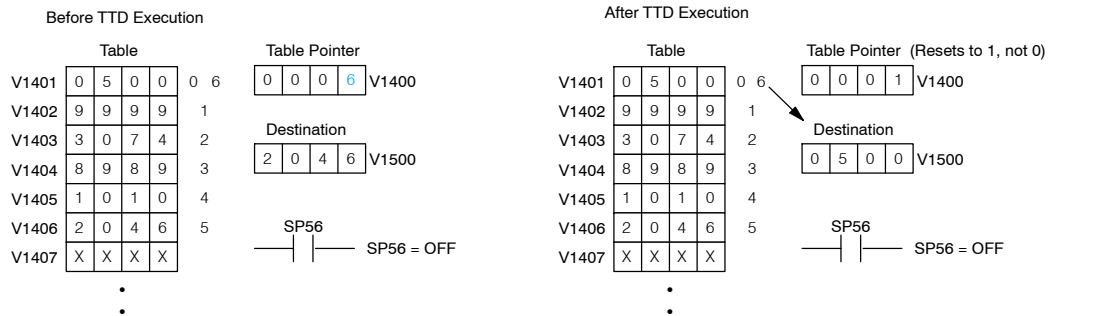 Before TTD Execution
Table
Table Pointer
V1401 0 5 0 0 0 6
0 0 0 6 V1400
V1402 9 9 9 9 1
V1403 3 0 7 4 2
Destination
2 0 4 6 V1500
V1404 8 9 8 9 3
V1405 1 0 1 0 4
V1406 2 0 4 6 5
SP56
SP56 = OFF
V1407 X X X X
After TTD Execution
Table
Table Pointer (Resets to 1, not 0)
V1401 0 5 0 0 0 6
0 0 0 1 V1400
V1402 9 9 9 9 1
V1403 3 0 7 4 2
Destination
0 5 0 0 V1500
V1404 8 9 8 9 3
V1405 1 0 1 0 4
V1406 2 0 4 6 5
SP56
SP56 = OFF
V1407 X X X X